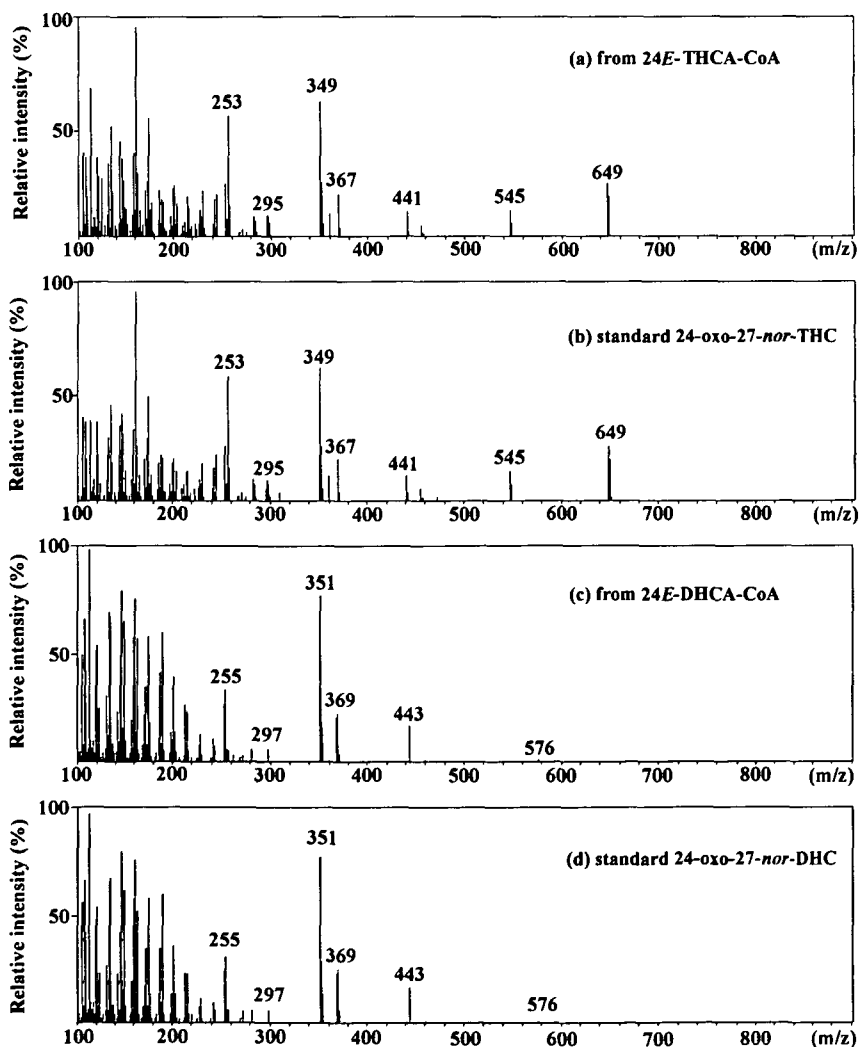 100
Relative intensity (%)
(a) from 24E-THCA-CoA
253
349
50
367
295
441
545
649
100 200 300 400 500 600 700 800 (m/z)
100
Relative intensity (%)
(b) standard 24-oxo-27-nor-THC
253
349
50
367
295
441
545
649
100 200 300 400 500 600 700 800 (m/z)
100
Relative intensity (%)
351
(c) from 24E-DHCA-CoA
50
255
369
297
443
576
100 200 300 400 500 600 700 800 (m/z)
100
Relative intensity (%)
351
(d) standard 24-oxo-27-nor-DHC
50
255
369
297
443
576
100 200 300 400 500 600 700 800 (m/z)